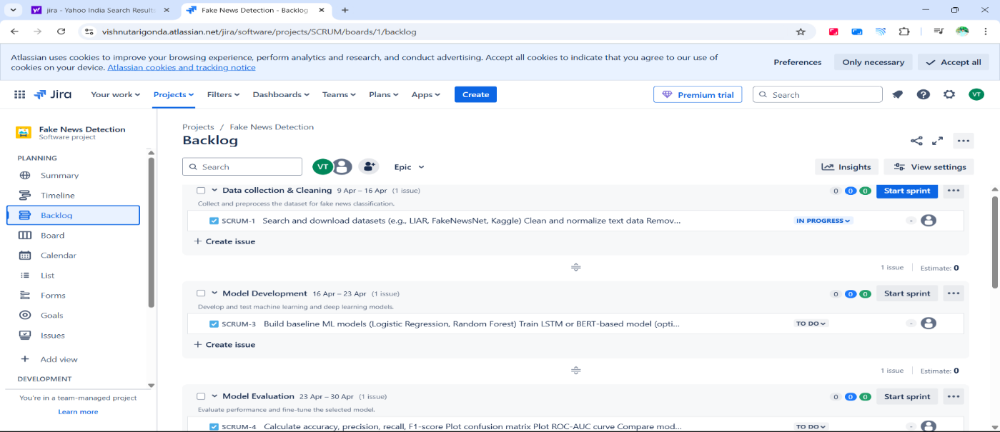 jira - Yahoo India Search Results
Fake News Detection - Backlog
vishnutarigonda.atlassian.net/jira/software/projects/SCRUM/boards/1/backlog
Atlassian uses cookies to improve your browsing experience, perform analytics and research, and conduct advertising. Accept all cookies to indicate that you agree to our use of
cookies on your device. Atlassian cookies and tracking notice
Preferences
Only necessary
Accept all
Jira
Your work
Projects
Filters
Dashboards
Teams
Plans
Apps
Create
Premium trial
Search
VT
Fake News Detection
Software project
PLANNING
Summary
Timeline
Backlog
Board
Calendar
List
Forms
Goals
Issues
Add view
DEVELOPMENT
You're in a team-managed project
Learn more
Projects / Fake News Detection
Backlog
Search
VT
Epic
Insights
View settings
Data collection & Cleaning 9 Apr – 16 Apr (1 issue)
0 0 0 Start sprint
Collect and preprocess the dataset for fake news classification.
SCRUM-1 Search and download datasets (e.g., LIAR, FakeNewsNet, Kaggle) Clean and normalize text data Remov...
IN PROGRESS -
+ Create issue
1 issue Estimate: 0
Model Development 16 Apr – 23 Apr (1 issue)
0 0 0 Start sprint
Develop and test machine learning and deep learning models.
SCRUM-3 Build baseline ML models (Logistic Regression, Random Forest) Train LSTM or BERT-based model (opti...
TO DO -
+ Create issue
1 issue Estimate: 0
Model Evaluation 23 Apr – 30 Apr (1 issue)
0 0 0 Start sprint
Evaluate performance and fine-tune the selected model.
SCRUM-4 Calculate accuracy, precision, recall, F1-score Plot confusion matrix Plot ROC-AUC curve Compare mod...
TO DO -